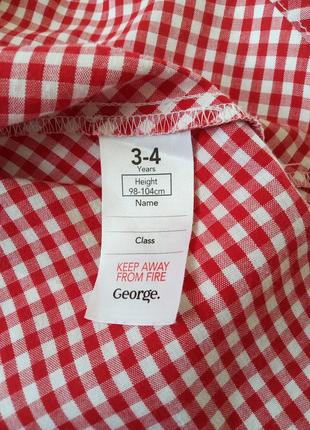 3-4
Years
Height
98-104cm
Name
Class
KEEP AWAY
FROM FIRE
George.